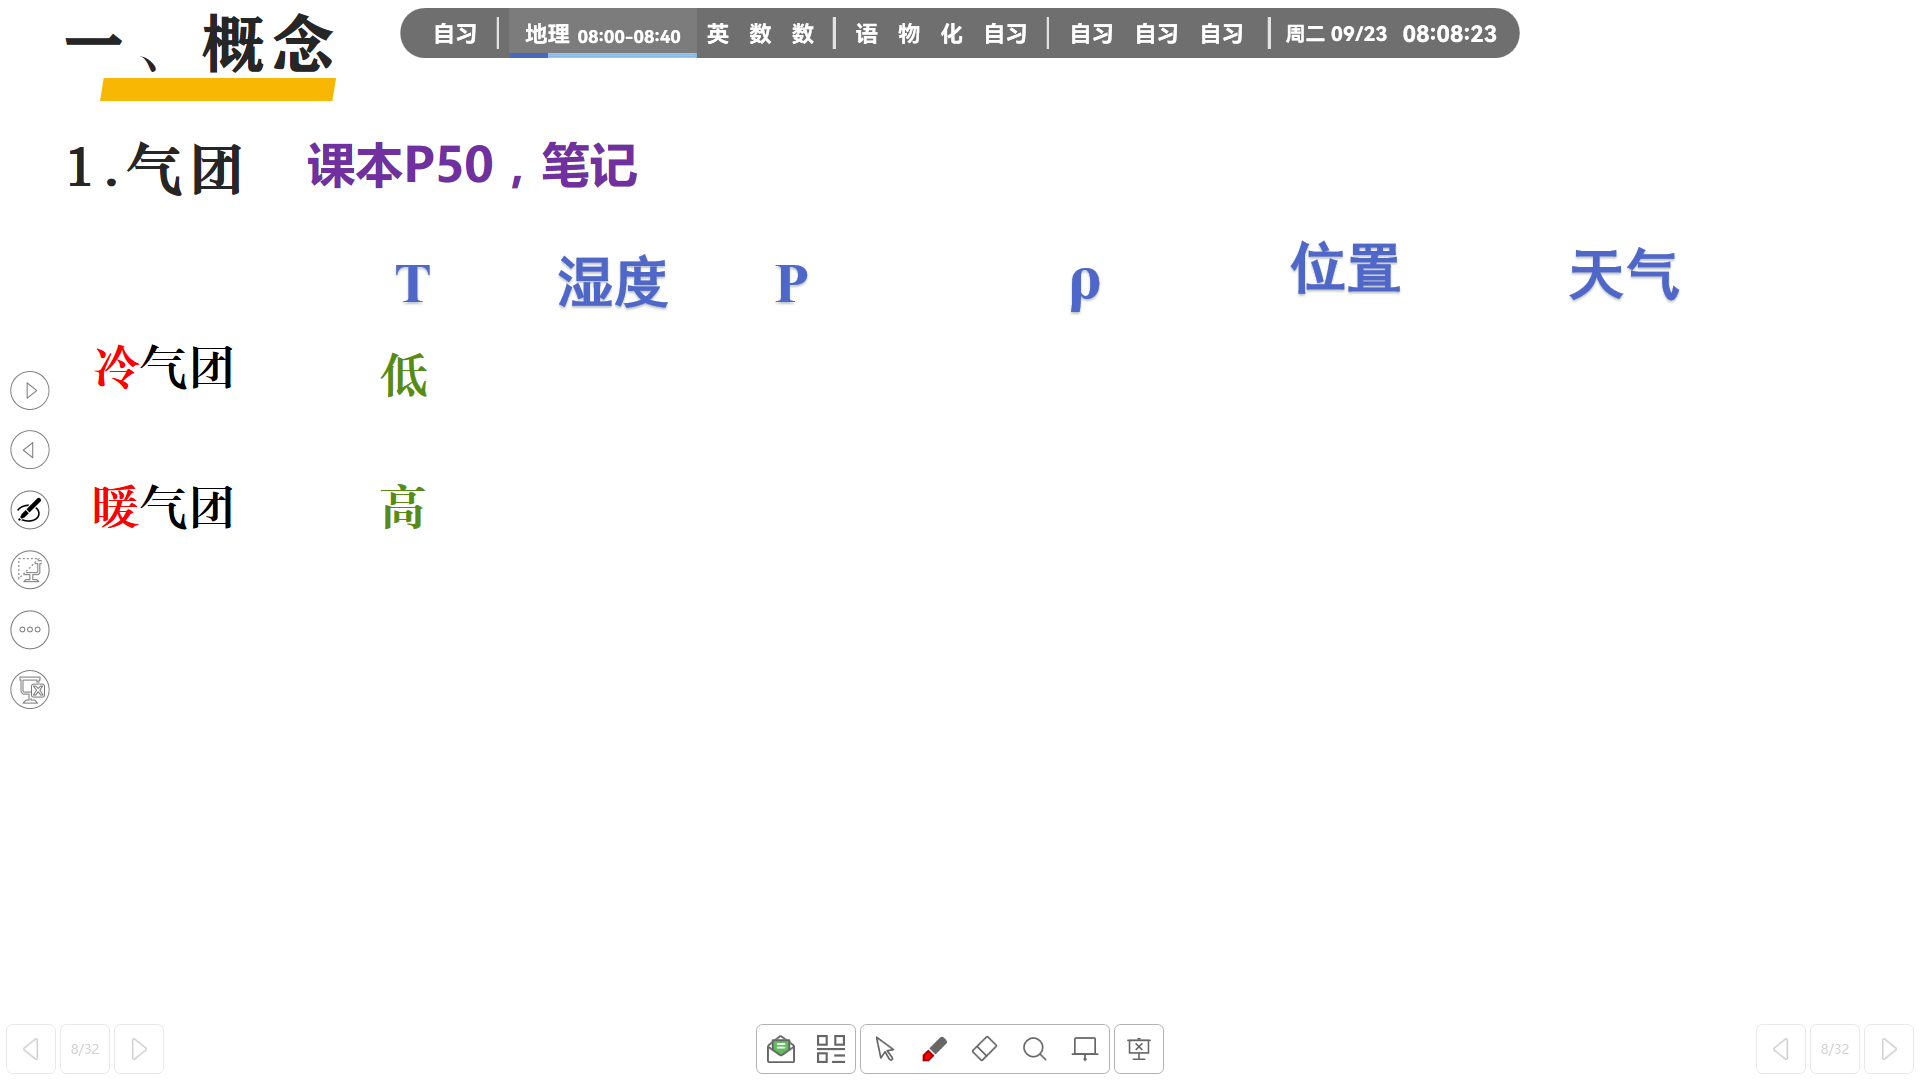 一、概念
自习 地理 08:00-08:40 英 数 数 语 物 化 自习 自习 自习 自习 周二 09/23 08:08:23
1.气团 课本P50，笔记
T 湿度 P ρ 位置 天气
冷气团 低
暖气团 高
8/32 8/32